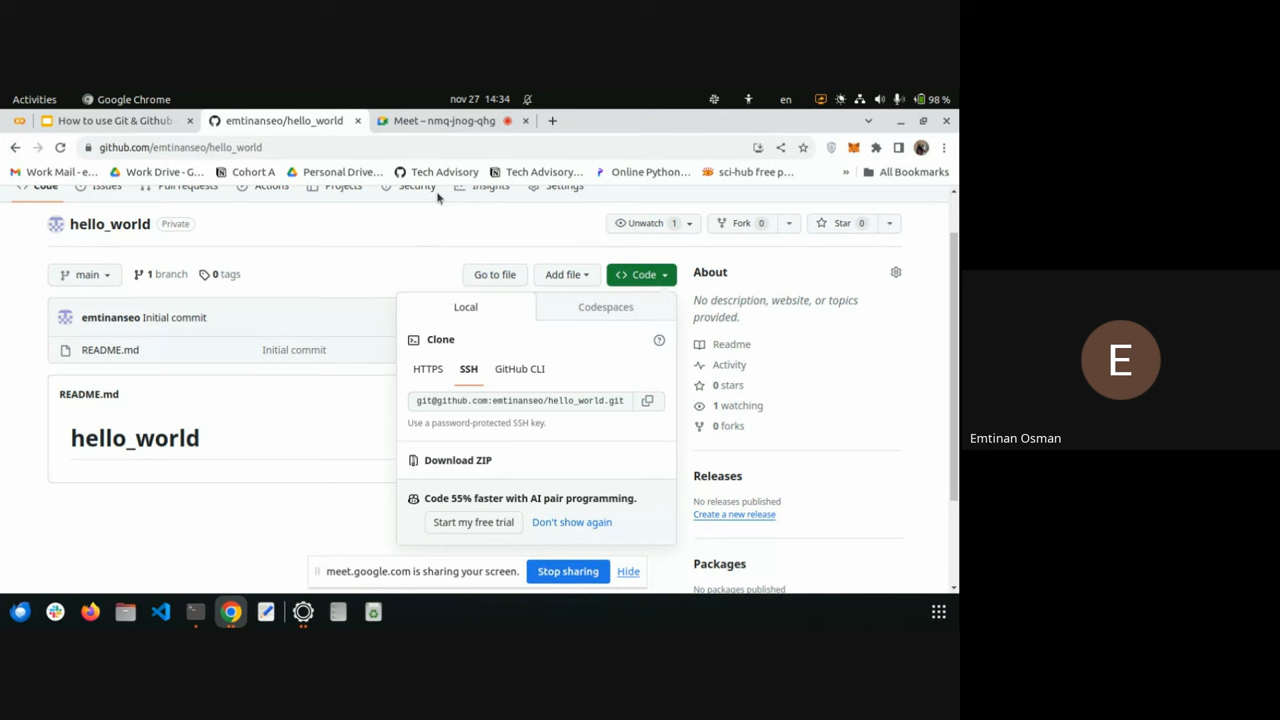 Activities
Google Chrome
nov 27 14:34
en
98 %
How to use Git & Github
emtinanseo/hello_world
Meet – nmq-jnog-qhg
github.com/emtinanseo/hello_world
Work Mail - e...
Work Drive - G...
Cohort A
Personal Drive...
Tech Advisory
Tech Advisory...
Online Python...
sci-hub free p...
»
All Bookmarks
Code
Issues
Pull requests
Actions
Projects
Security
Insights
Settings
hello_world
Private
Unwatch 1
Fork 0
Star 0
main
1 branch
0 tags
Go to file
Add file
<> Code
emtinanseo Initial commit
README.md
Initial commit
README.md
hello_world
Local
Codespaces
Clone
HTTPS
SSH
GitHub CLI
git@github.com:emtinanseo/hello_world.git
Use a password-protected SSH key.
Download ZIP
Code 55% faster with AI pair programming.
Start my free trial
Don't show again
About
No description, website, or topics
provided.
Readme
Activity
0 stars
1 watching
0 forks
Releases
No releases published
Create a new release
Packages
No packages published
meet.google.com is sharing your screen.
Stop sharing
Hide
E
Emtinan Osman